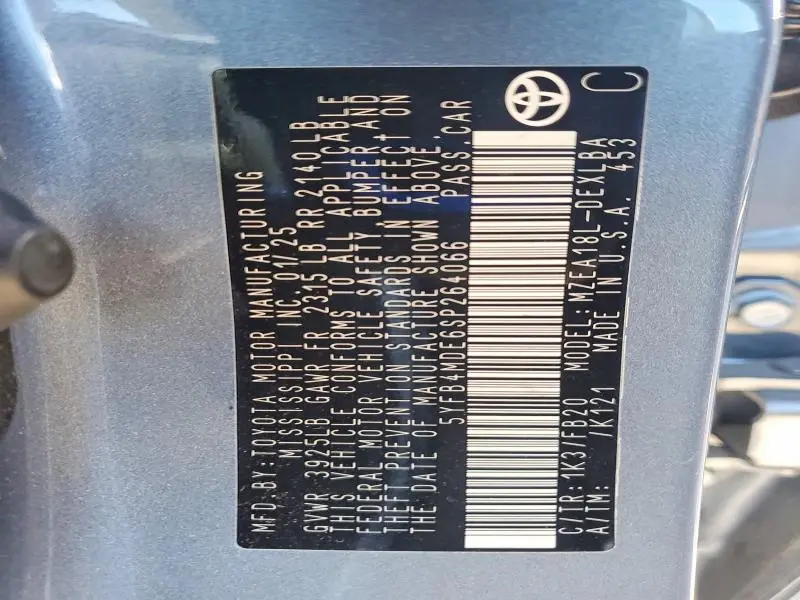 MFD.BY:TOYOTA MOTOR MANUFACTURING
MISSISSIPPI INC. 01/25
GVWR 3925LB GAWR FR 2315LB RR 2140LB
THIS VEHICLE CONFORMS TO ALL APPLICABLE
FEDERAL MOTOR VEHICLE SAFETY, BUMPER, AND
THEFT PREVENTION STANDARDS IN EFFECT ON
THE DATE OF MANUFACTURE SHOWN ABOVE.
5YFB4MDE6SP264066 PASS.CAR
C/TR: 1K3/FB20 MODEL: MZEA18L-DEXLBA
A/TM: /K121 MADE IN U.S.A. 453
C